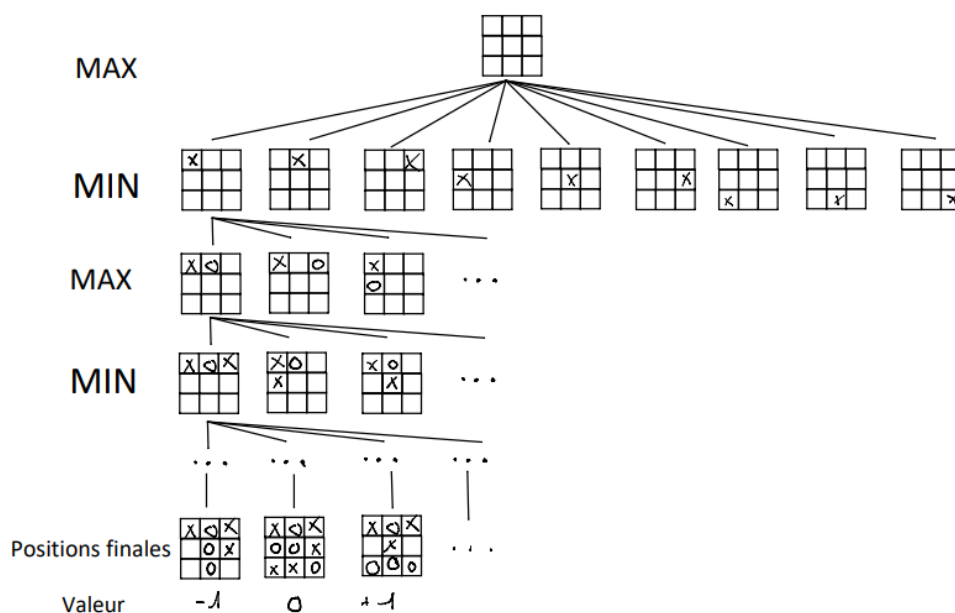 MAX
X X X
MIN X X X
x x x
X O X O x
MAX O ...
X O X X O x o
MIN x x ...
... ... ... ...
X O X X O X X O X
Positions finales O X O O X X ...
O X X O O O O
Valeur -1 0 +-1